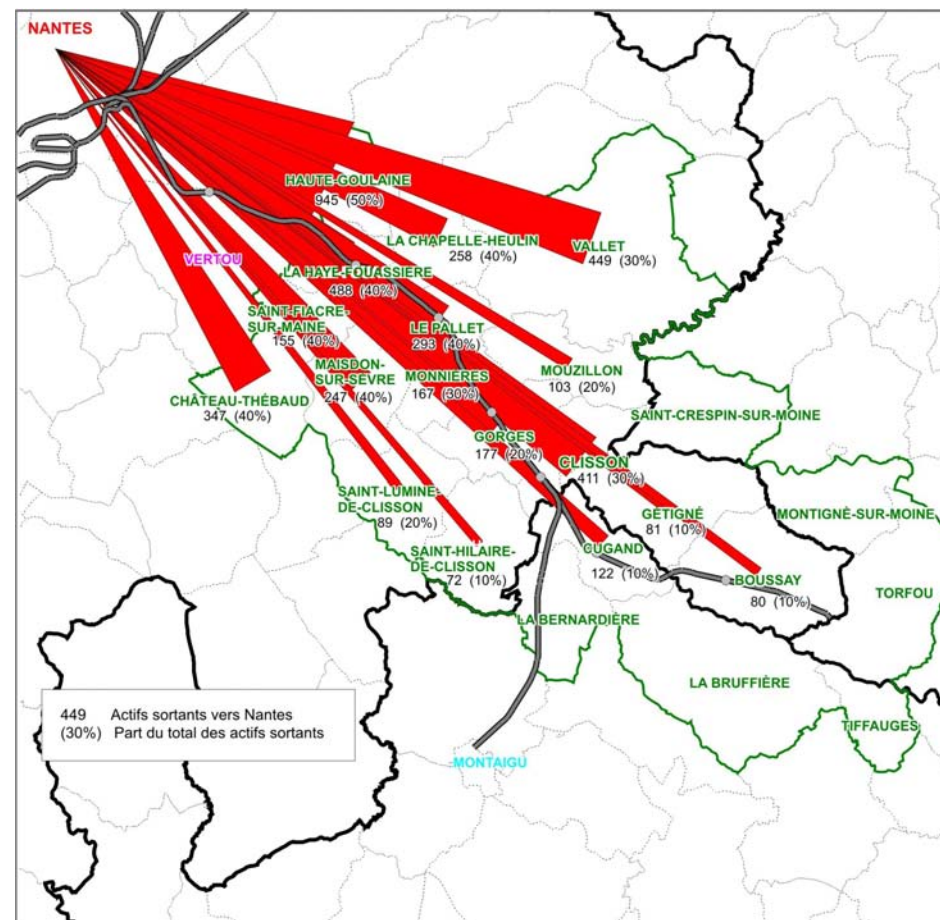 NANTES
HAUTE-GOULAINE
945 (50%)
LA CHAPELLE-HEULIN
258 (40%)
VALLET
449 (30%)
VERTOU
LA HAYE-FOUASSIÈRE
488 (40%)
SAINT-FIACRE-
SUR-MAINE
155 (40%)
LE PALLET
293 (40%)
MOUZILLON
103 (20%)
MAISDON-
SUR-SÈVRE
247 (40%)
MONNIÈRES
167 (30%)
CHÂTEAU-THÉBAUD
347 (40%)
SAINT-CRESPIN-SUR-MOINE
GORGES
177 (20%)
CLISSON
411 (30%)
SAINT-LUMINE-
DE-CLISSON
89 (20%)
GÉTIGNÉ
81 (10%)
MONTIGNÉ-SUR-MOINE
SAINT-HILAIRE-
DE-CLISSON
72 (10%)
CUGAND
122 (10%)
BOUSSAY
80 (10%)
TORFOU
LA BERNARDIÈRE
LA BRUFFIÈRE
TIFFAUGES
449 Actifs sortants vers Nantes
(30%) Part du total des actifs sortants
MONTAIGU